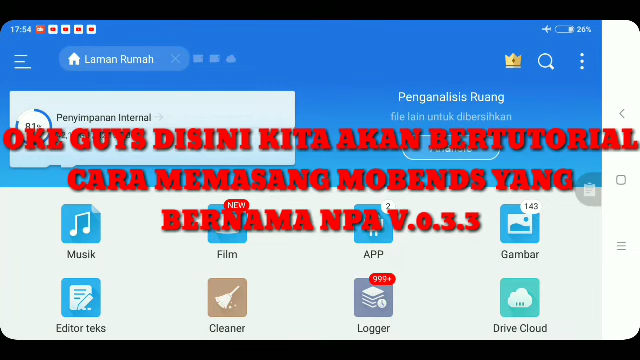 17:54
26%
Laman Rumah
Penganalisis Ruang
file lain untuk dibersihkan
Penyimpanan Internal
81%
OKE GUYS DISINI KITA AKAN BERTUTORIAL
CARA MEMASANG MOBENDS YANG
BERNAMA NPA V.0.3.3
NEW
2
143
Musik
Film
APP
Gambar
999+
Editor teks
Cleaner
Logger
Drive Cloud